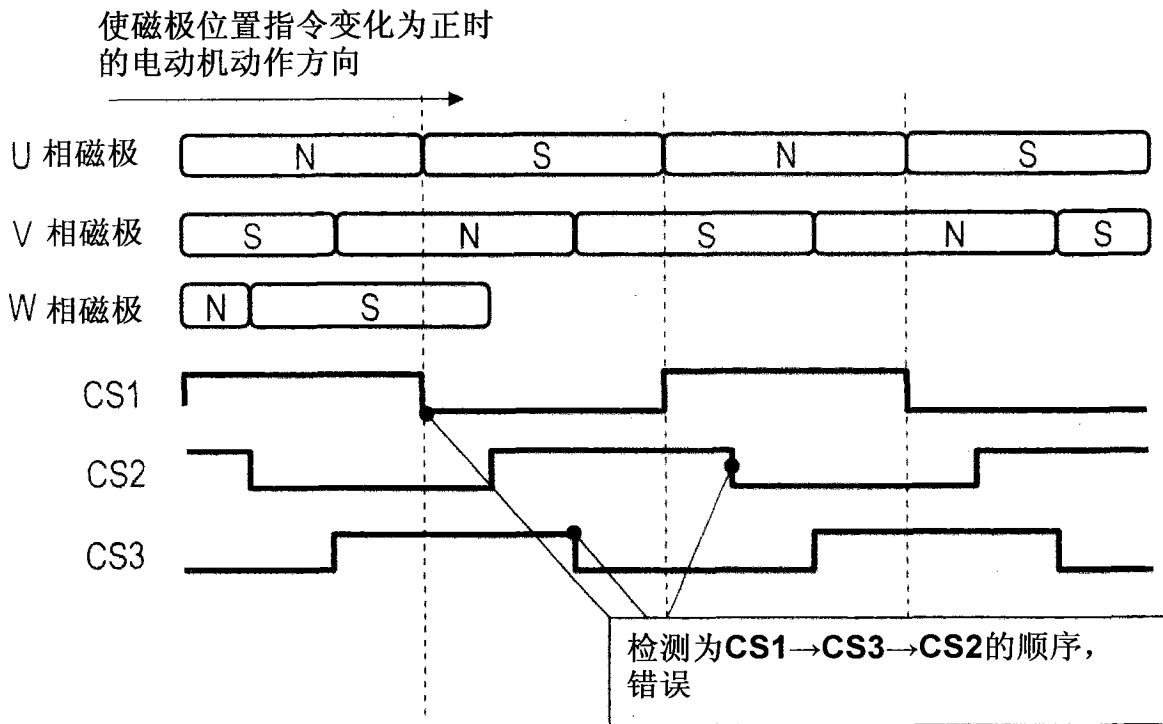 使磁极位置指令变化为正时
的电动机动作方向
U 相磁极 N S N S
V 相磁极 S N S N S
W 相磁极 N S
CS1
CS2
CS3
检测为CS1→CS3→CS2的顺序，
错误